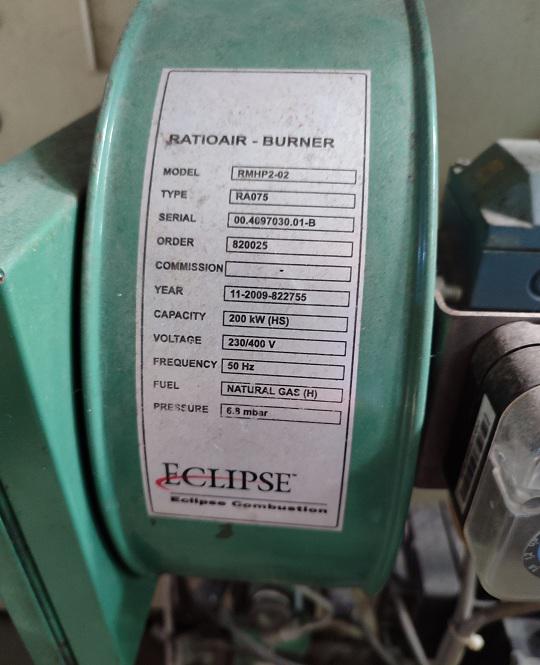 RATIOAIR - BURNER
MODEL RMHP2-02
TYPE RA075
SERIAL 00.4097030.01-B
ORDER 820025
COMMISSION -
YEAR 11-2009-822755
CAPACITY 200 kW (HS)
VOLTAGE 230/400 V
FREQUENCY 50 Hz
FUEL NATURAL GAS (H)
PRESSURE 6.8 mbar
ECLIPSE™
Eclipse Combustion